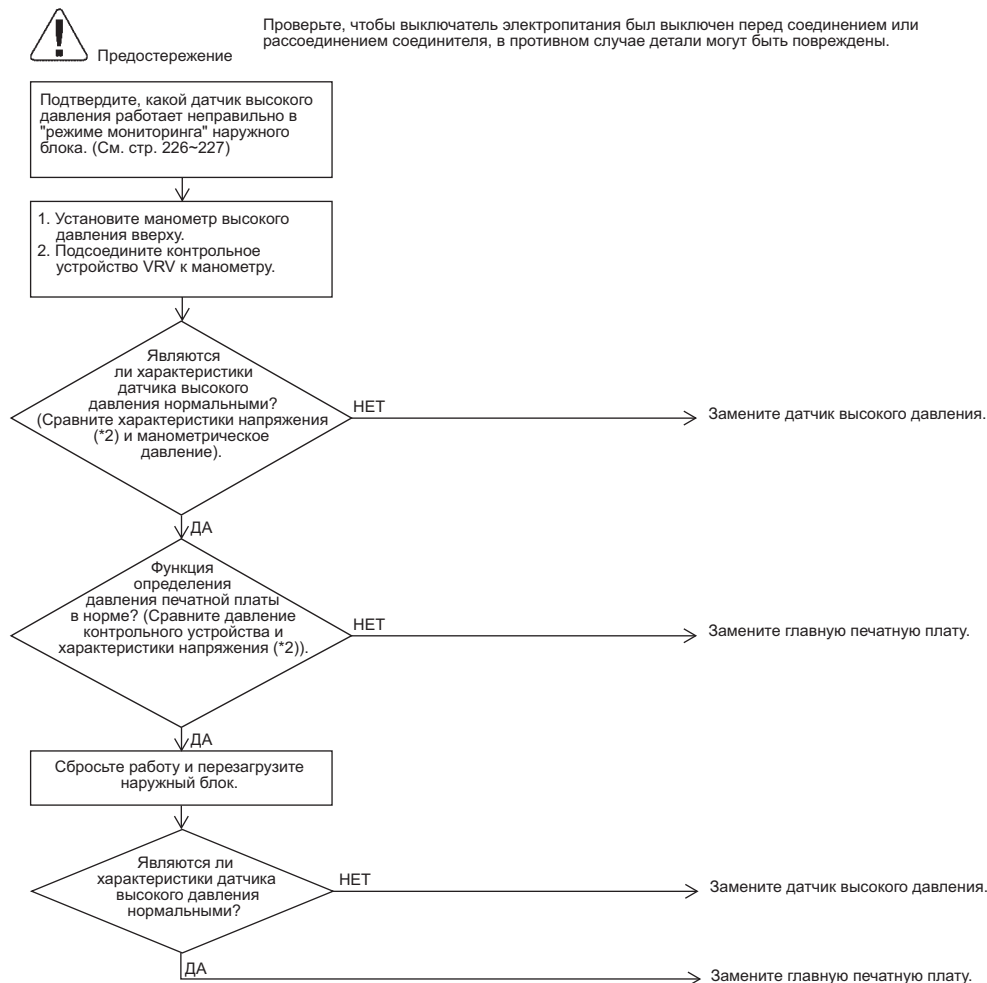 Предостережение
Проверьте, чтобы выключатель электропитания был выключен перед соединением или
рассоединением соединителя, в противном случае детали могут быть повреждены.
Подтвердите, какой датчик высокого
давления работает неправильно в
"режиме мониторинга" наружного
блока. (См. стр. 226~227)
1. Установите манометр высокого
давления вверху.
2. Подсоедините контрольное
устройство VRV к манометру.
Являются
ли характеристики
датчика высокого
давления нормальными?
(Сравните характеристики напряжения
(*2) и манометрическое
давление).
НЕТ
Замените датчик высокого давления.
ДА
Функция
определения
давления печатной платы
в норме? (Сравните давление
контрольного устройства и
характеристики напряжения (*2)).
НЕТ
Замените главную печатную плату.
ДА
Сбросьте работу и перезагрузите
наружный блок.
Являются ли
характеристики датчика
высокого давления
нормальными?
НЕТ
Замените датчик высокого давления.
ДА
Замените главную печатную плату.